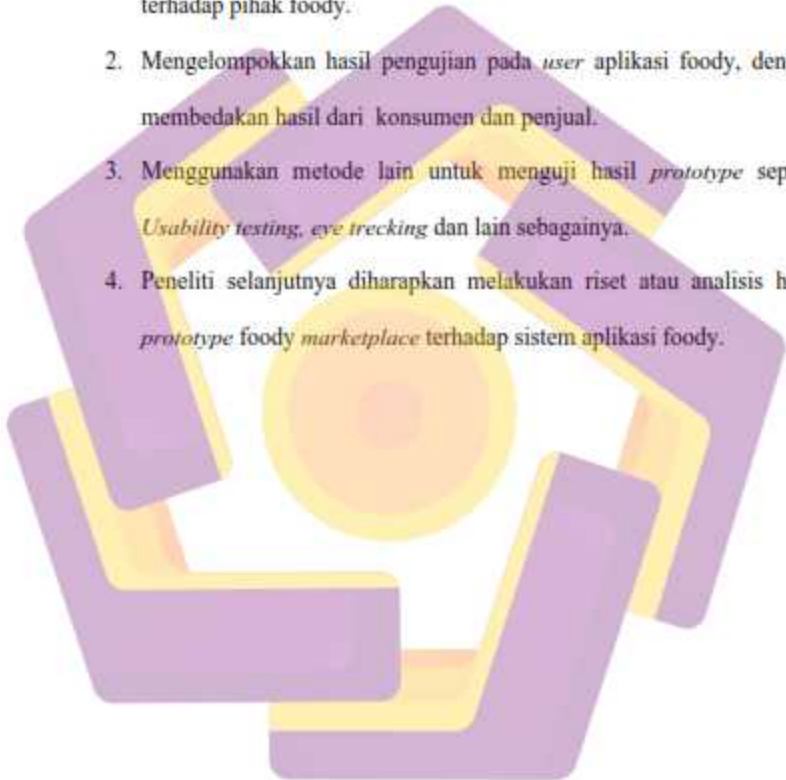 terhadap pihak foody.
2. Mengelompokkan hasil pengujian pada user aplikasi foody, den
membedakan hasil dari konsumen dan penjual.
3. Menggunakan metode lain untuk menguji hasil prototype sep
Usability testing, eye trecking dan lain sebagainya.
4. Peneliti selanjutnya diharapkan melakukan riset atau analisis h
prototype foody marketplace terhadap sistem aplikasi foody.